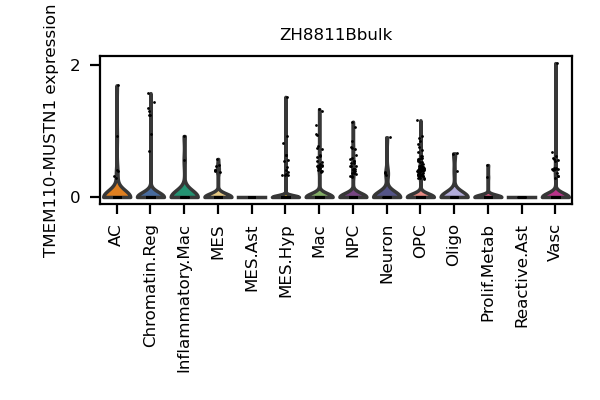 ZH8811Bbulk
TMEM110-MUSTN1 expression
2
0
AC
Chromatin.Reg
Inflammatory.Mac
MES
MES.Ast
MES.Hyp
Mac
NPC
Neuron
OPC
Oligo
Prolif.Metab
Reactive.Ast
Vasc